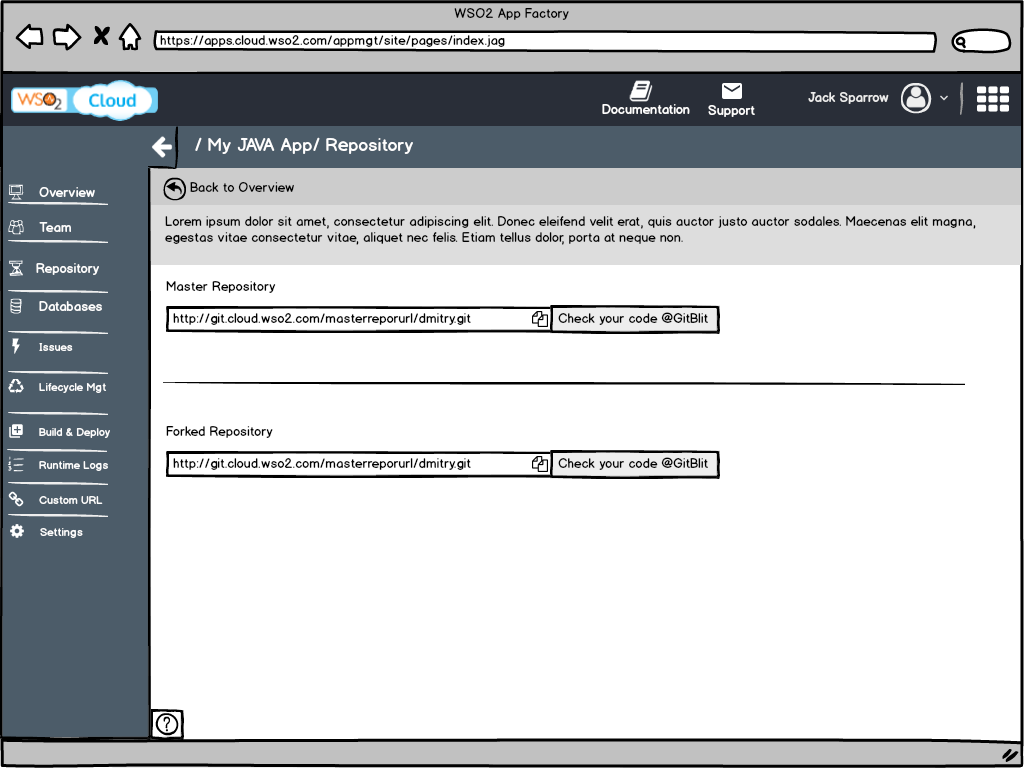 WSO2 App Factory
https://apps.cloud.wso2.com/appmgt/site/pages/index.jag
WSO2 Cloud
Documentation
Support
Jack Sparrow
/ My JAVA App/ Repository
Overview
Team
Repository
Databases
Issues
Lifecycle Mgt
Build & Deploy
Runtime Logs
Custom URL
Settings
Back to Overview
Lorem ipsum dolor sit amet, consectetur adipiscing elit. Donec eleifend velit erat, quis auctor justo auctor sodales. Maecenas elit magna,
egestas vitae consectetur vitae, aliquet nec felis. Etiam tellus dolor, porta at neque non.
Master Repository
http://git.cloud.wso2.com/masterreporurl/dmitry.git
Check your code @GitBlit
Forked Repository
http://git.cloud.wso2.com/masterreporurl/dmitry.git
Check your code @GitBlit
?